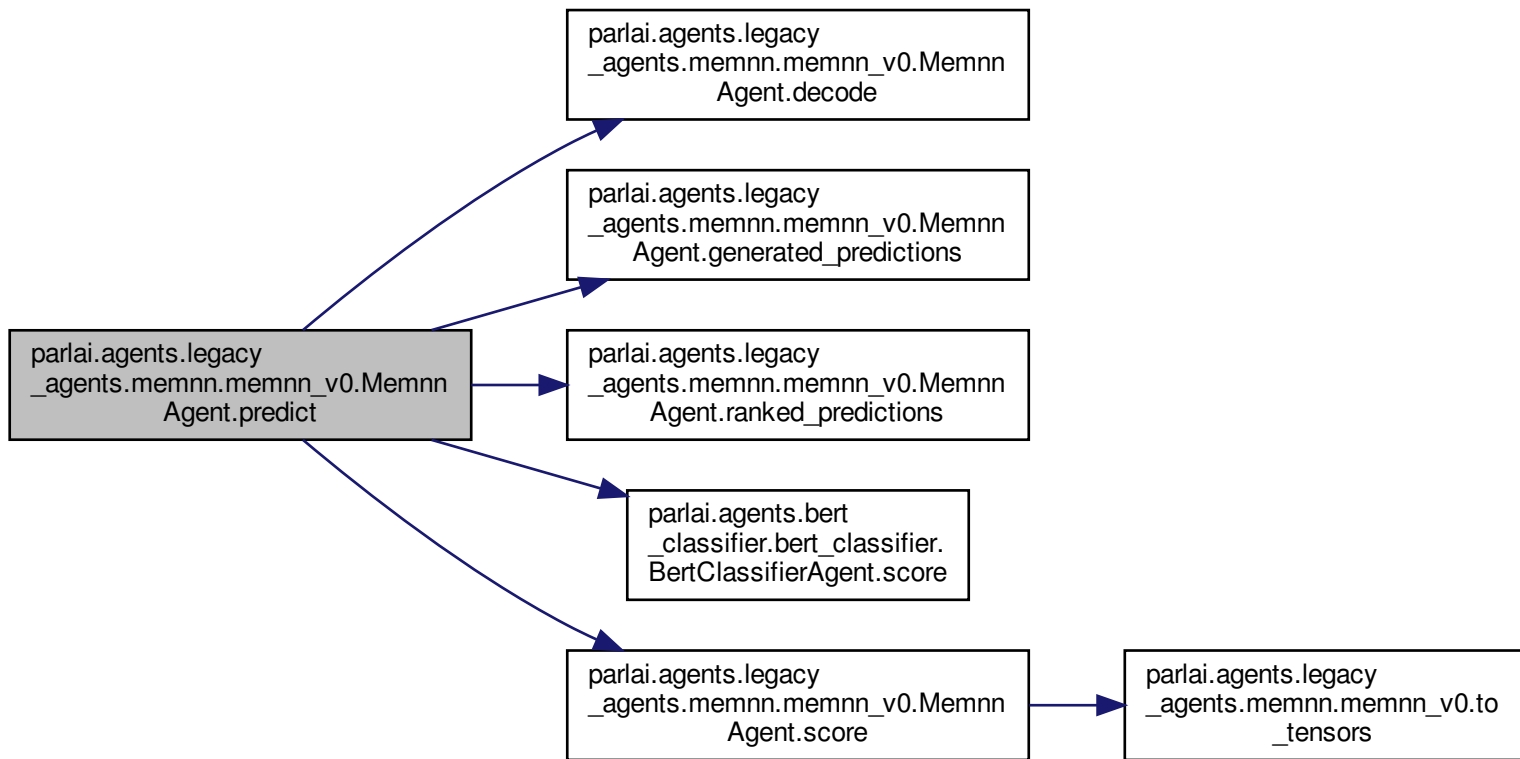 parlai.agents.legacy
_agents.memnn.memnn_v0.Memnn
Agent.decode
parlai.agents.legacy
_agents.memnn.memnn_v0.Memnn
Agent.generated_predictions
parlai.agents.legacy
_agents.memnn.memnn_v0.Memnn
Agent.predict
parlai.agents.legacy
_agents.memnn.memnn_v0.Memnn
Agent.ranked_predictions
parlai.agents.bert
_classifier.bert_classifier.
BertClassifierAgent.score
parlai.agents.legacy
_agents.memnn.memnn_v0.Memnn
Agent.score
parlai.agents.legacy
_agents.memnn.memnn_v0.to
_tensors